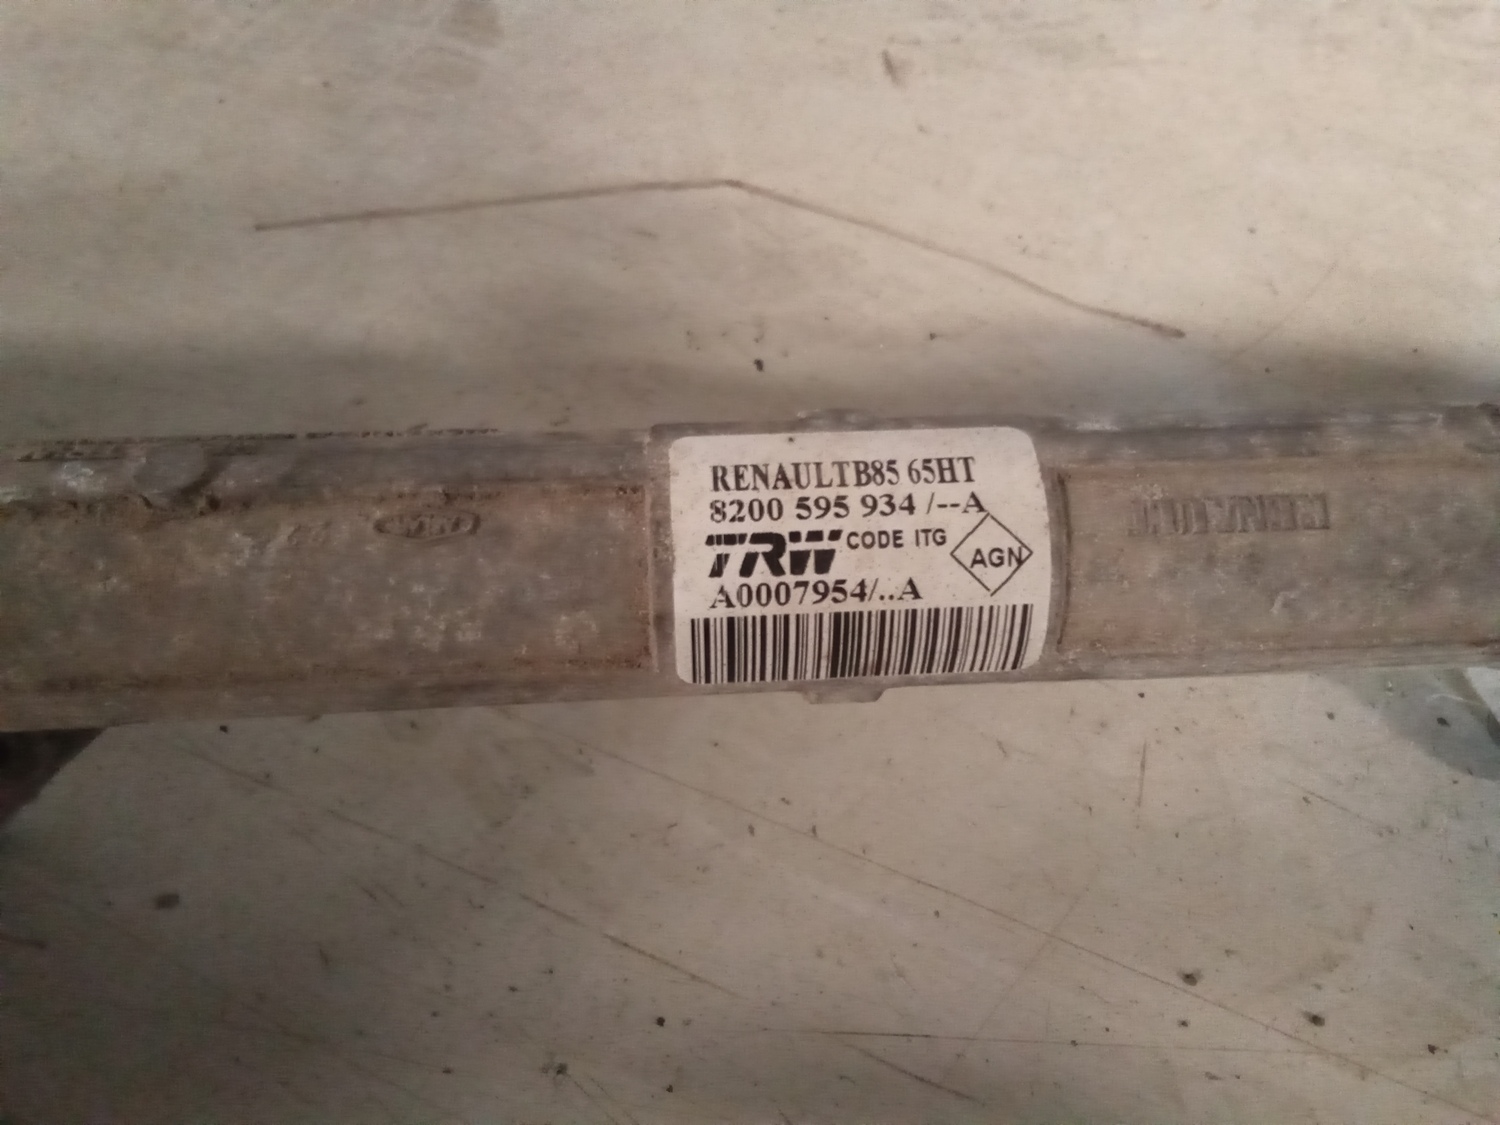 RENAULTB85 65HT
8200 595 934 /--A
TRW CODE ITG
AGN
A0007954/..A